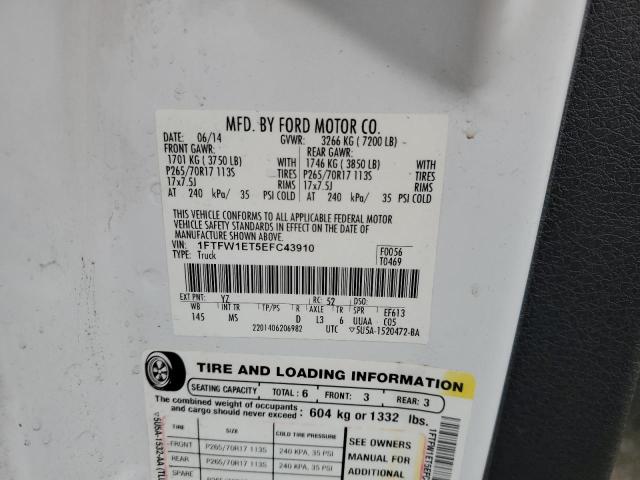 MFD. BY FORD MOTOR CO.
DATE: 06/14 GVWR: 3266 KG ( 7200 LB)
FRONT GAWR: REAR GAWR:
1701 KG ( 3750 LB) WITH 1746 KG ( 3850 LB) WITH
P265/70R17 113S TIRES P265/70R17 113S TIRES
17x7.5J RIMS 17x7.5J RIMS
AT 240 kPa/ 35 PSI COLD AT 240 kPa/ 35 PSI COLD
THIS VEHICLE CONFORMS TO ALL APPLICABLE FEDERAL MOTOR
VEHICLE SAFETY STANDARDS IN EFFECT ON THE DATE OF
MANUFACTURE SHOWN ABOVE.
VIN: 1FTFW1ET5EFC43910 F0056
TYPE: Truck T0469
EXT PNT: YZ RC: 52 DSO:
WB INT TR TP/PS R AXLE TR SPR EF613
145 MS D L3 6 UUAA C05
2201406206982 UTC 5U5A-1520472-BA
TIRE AND LOADING INFORMATION
SEATING CAPACITY TOTAL : 6 FRONT: 3 REAR: 3
The combined weight of occupants
and cargo should never exceed : 604 kg or 1332 lbs.
TIRE SIZE COLD TIRE PRESSURE SEE OWNERS
FRONT P265/70R17 113S 240 KPA, 35 PSI MANUAL FOR
REAR P265/70R17 113S 240 KPA, 35 PSI ADDITIONAL
SPARE